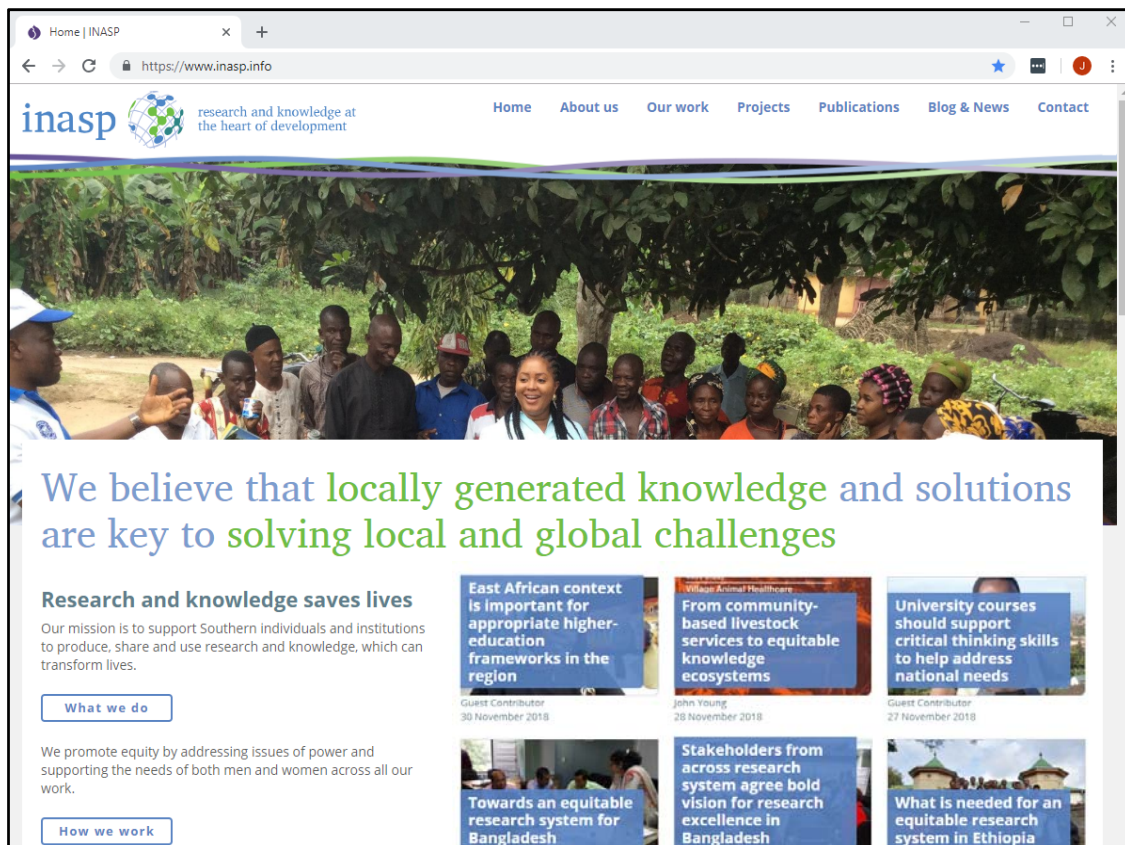 Home | INASP
https://www.inasp.info
J
inasp
research and knowledge at
the heart of development
Home About us Our work Projects Publications Blog & News Contact
We believe that locally generated knowledge and solutions
are key to solving local and global challenges
Research and knowledge saves lives
Our mission is to support Southern individuals and institutions
to produce, share and use research and knowledge, which can
transform lives.
What we do
We promote equity by addressing issues of power and
supporting the needs of both men and women across all our
work.
How we work
East African context
is important for
appropriate higher-
education
frameworks in the
region
Guest Contributor
30 November 2018
Village Animal Healthcare
From community-
based livestock
services to equitable
knowledge
ecosystems
John Young
28 November 2018
University courses
should support
critical thinking skills
to help address
national needs
Guest Contributor
27 November 2018
Towards an equitable
research system for
Bangladesh
Stakeholders from
across research
system agree bold
vision for research
excellence in
Bangladesh
What is needed for an
equitable research
system in Ethiopia